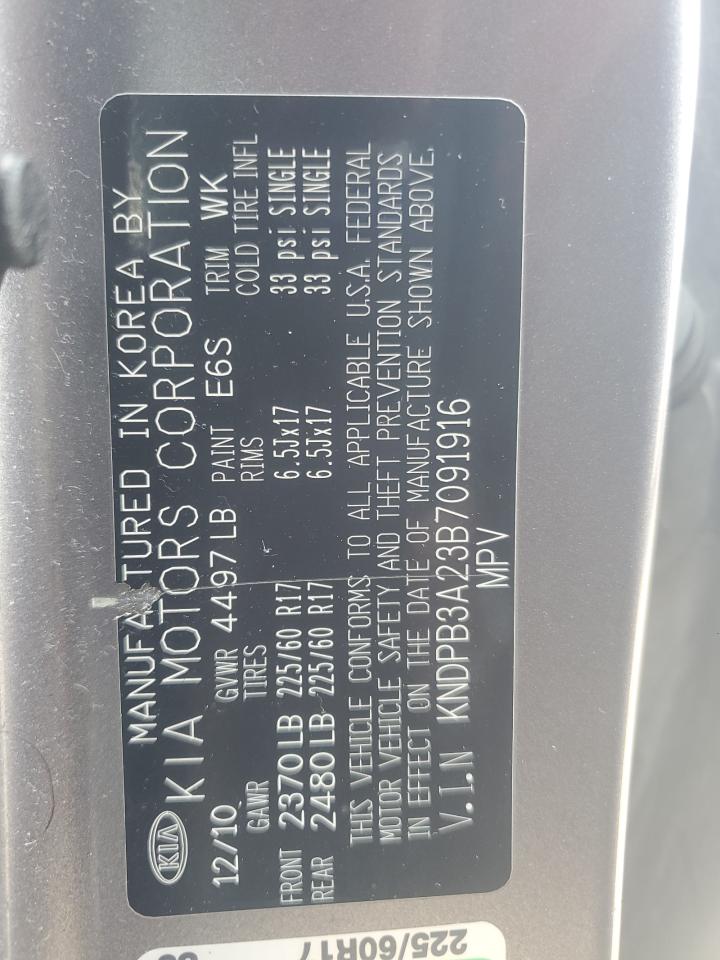 MANUFACTURED IN KOREA BY
KIA KIA MOTORS CORPORATION
12/10 GVWR 4497 LB PAINT E6S TRIM WK
GAWR TIRES RIMS COLD TIRE INFL
FRONT 2370 LB 225/60 R17 6.5Jx17 33 psi SINGLE
REAR 2480 LB 225/60 R17 6.5Jx17 33 psi SINGLE
THIS VEHICLE CONFORMS TO ALL APPLICABLE U.S.A. FEDERAL
MOTOR VEHICLE SAFETY AND THEFT PREVENTION STANDARDS
IN EFFECT ON THE DATE OF MANUFACTURE SHOWN ABOVE.
V.I.N KNDPB3A23B7091916
MPV
225/60R17